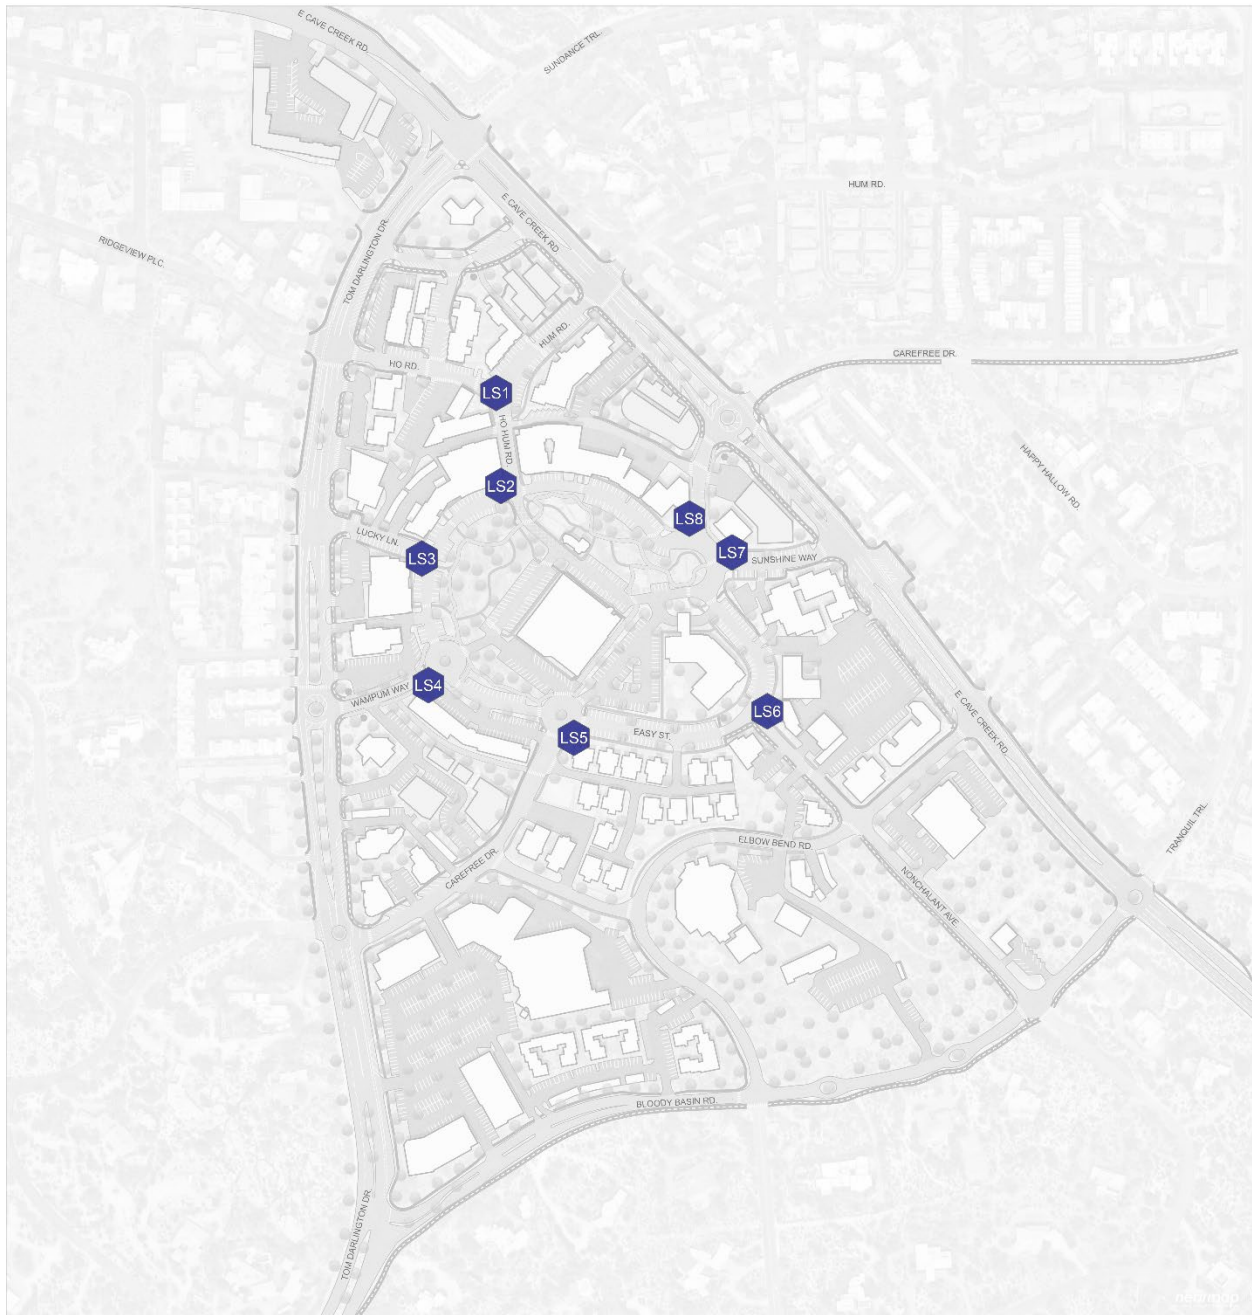 E CAVE CREEK RD.
SUNDANCE TRL.
HUM RD.
E CAVE CREEK RD.
TOM DARLINGTON DR.
RIDGEVIEW PLC.
HUM RD.
CAREFREE DR.
HO RD.
LS1
HO HUM RD.
HAPPY HALLOW RD.
LS2
LS8
LUCKY LN.
LS3
LS7
SUNSHINE WAY
LS4
WAMPUM WAY
LS6
E CAVE CREEK RD.
LS5
EASY ST.
TRANQUIL TRL.
ELBOW BEND RD.
CAREFREE DR.
NONCHALANT AVE
BLOODY BASIN RD.
TOM DARLINGTON DR.
nearmap